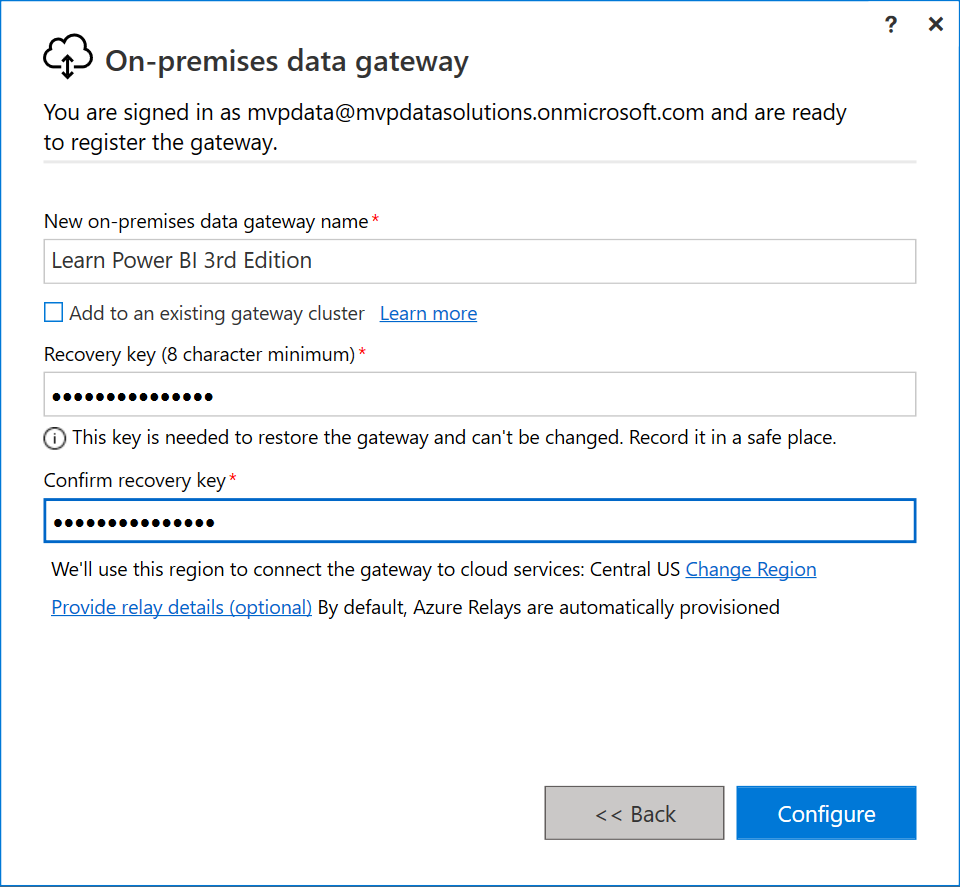 ?
On-premises data gateway
You are signed in as mvpdata@mvpdatasolutions.onmicrosoft.com and are ready
to register the gateway.
New on-premises data gateway name*
Learn Power BI 3rd Edition
Add to an existing gateway cluster Learn more
Recovery key (8 character minimum)*
•••••••••••••••
This key is needed to restore the gateway and can't be changed. Record it in a safe place.
Confirm recovery key*
•••••••••••••••
We'll use this region to connect the gateway to cloud services: Central US Change Region
Provide relay details (optional) By default, Azure Relays are automatically provisioned
<< Back Configure